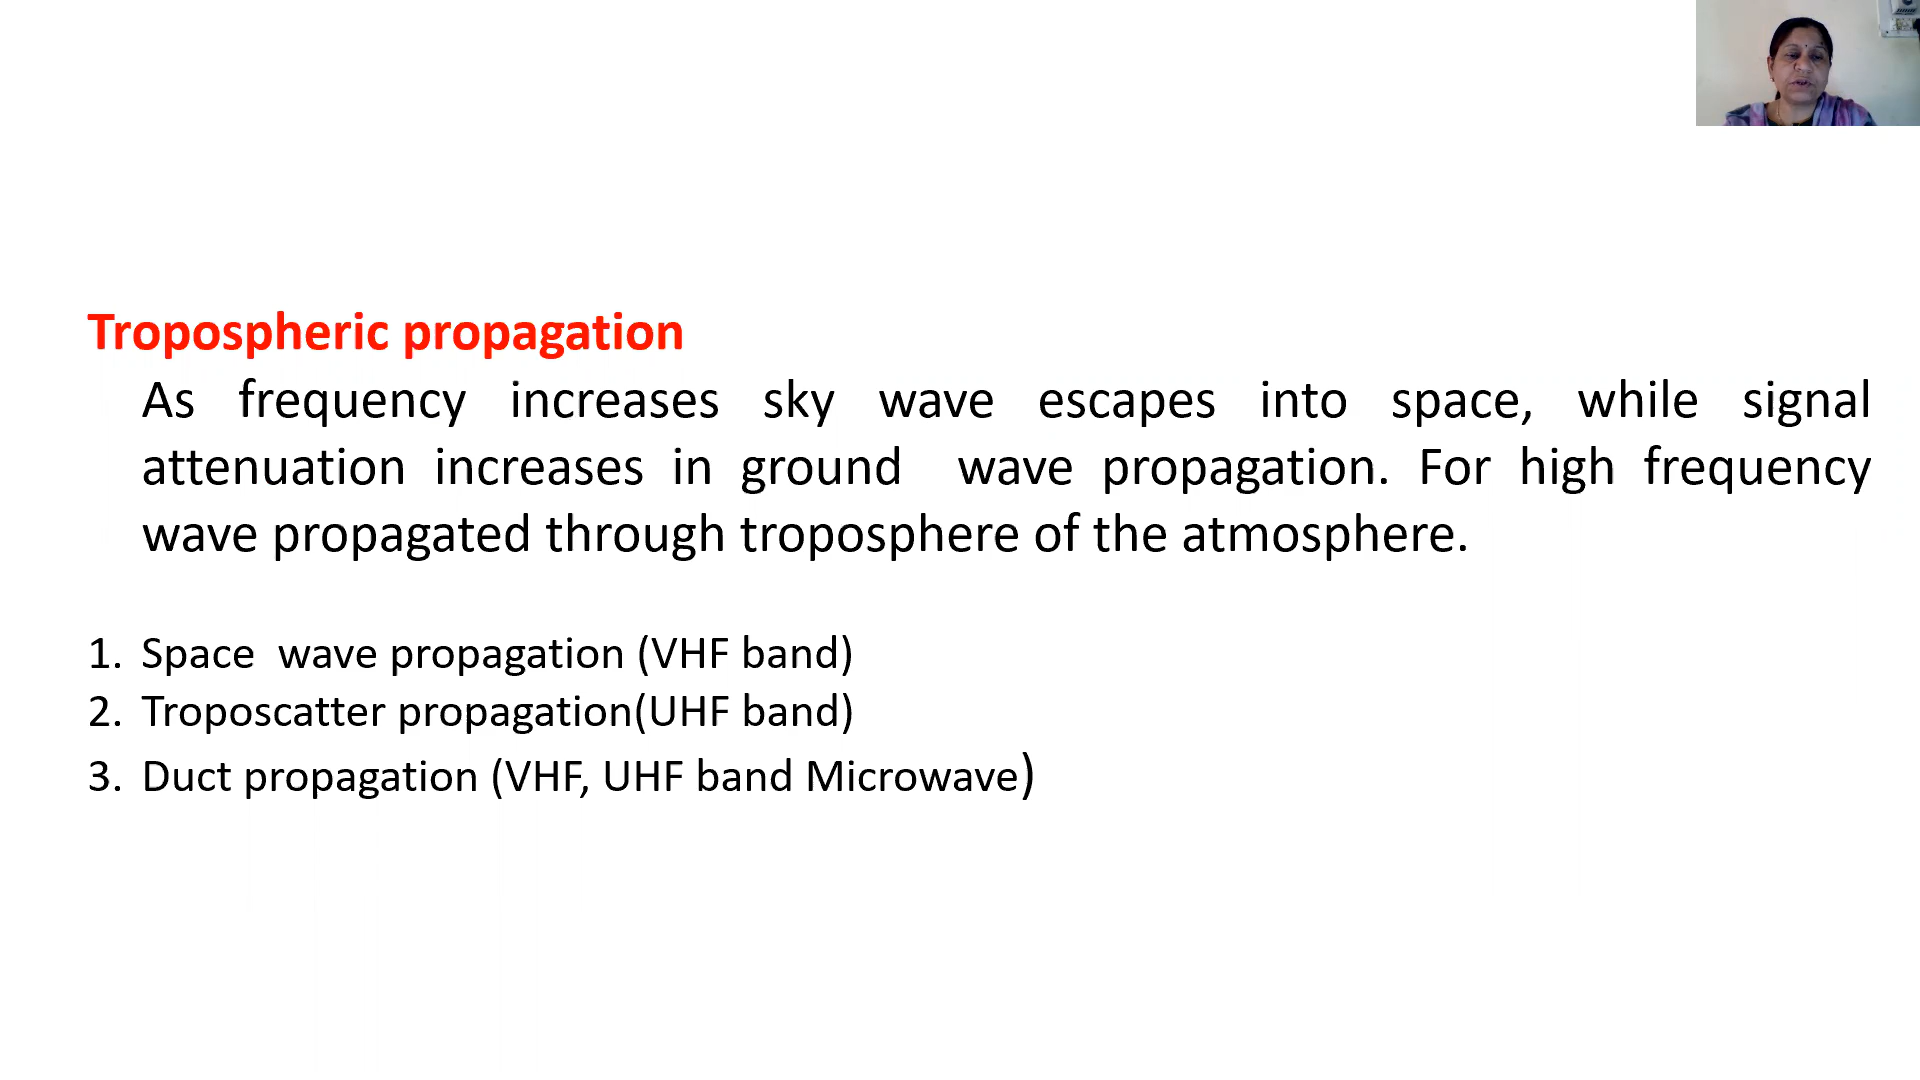 Tropospheric propagation
As frequency increases sky wave escapes into space, while signal
attenuation increases in ground wave propagation. For high frequency
wave propagated through troposphere of the atmosphere.
1. Space wave propagation (VHF band)
2. Troposcatter propagation(UHF band)
3. Duct propagation (VHF, UHF band Microwave)